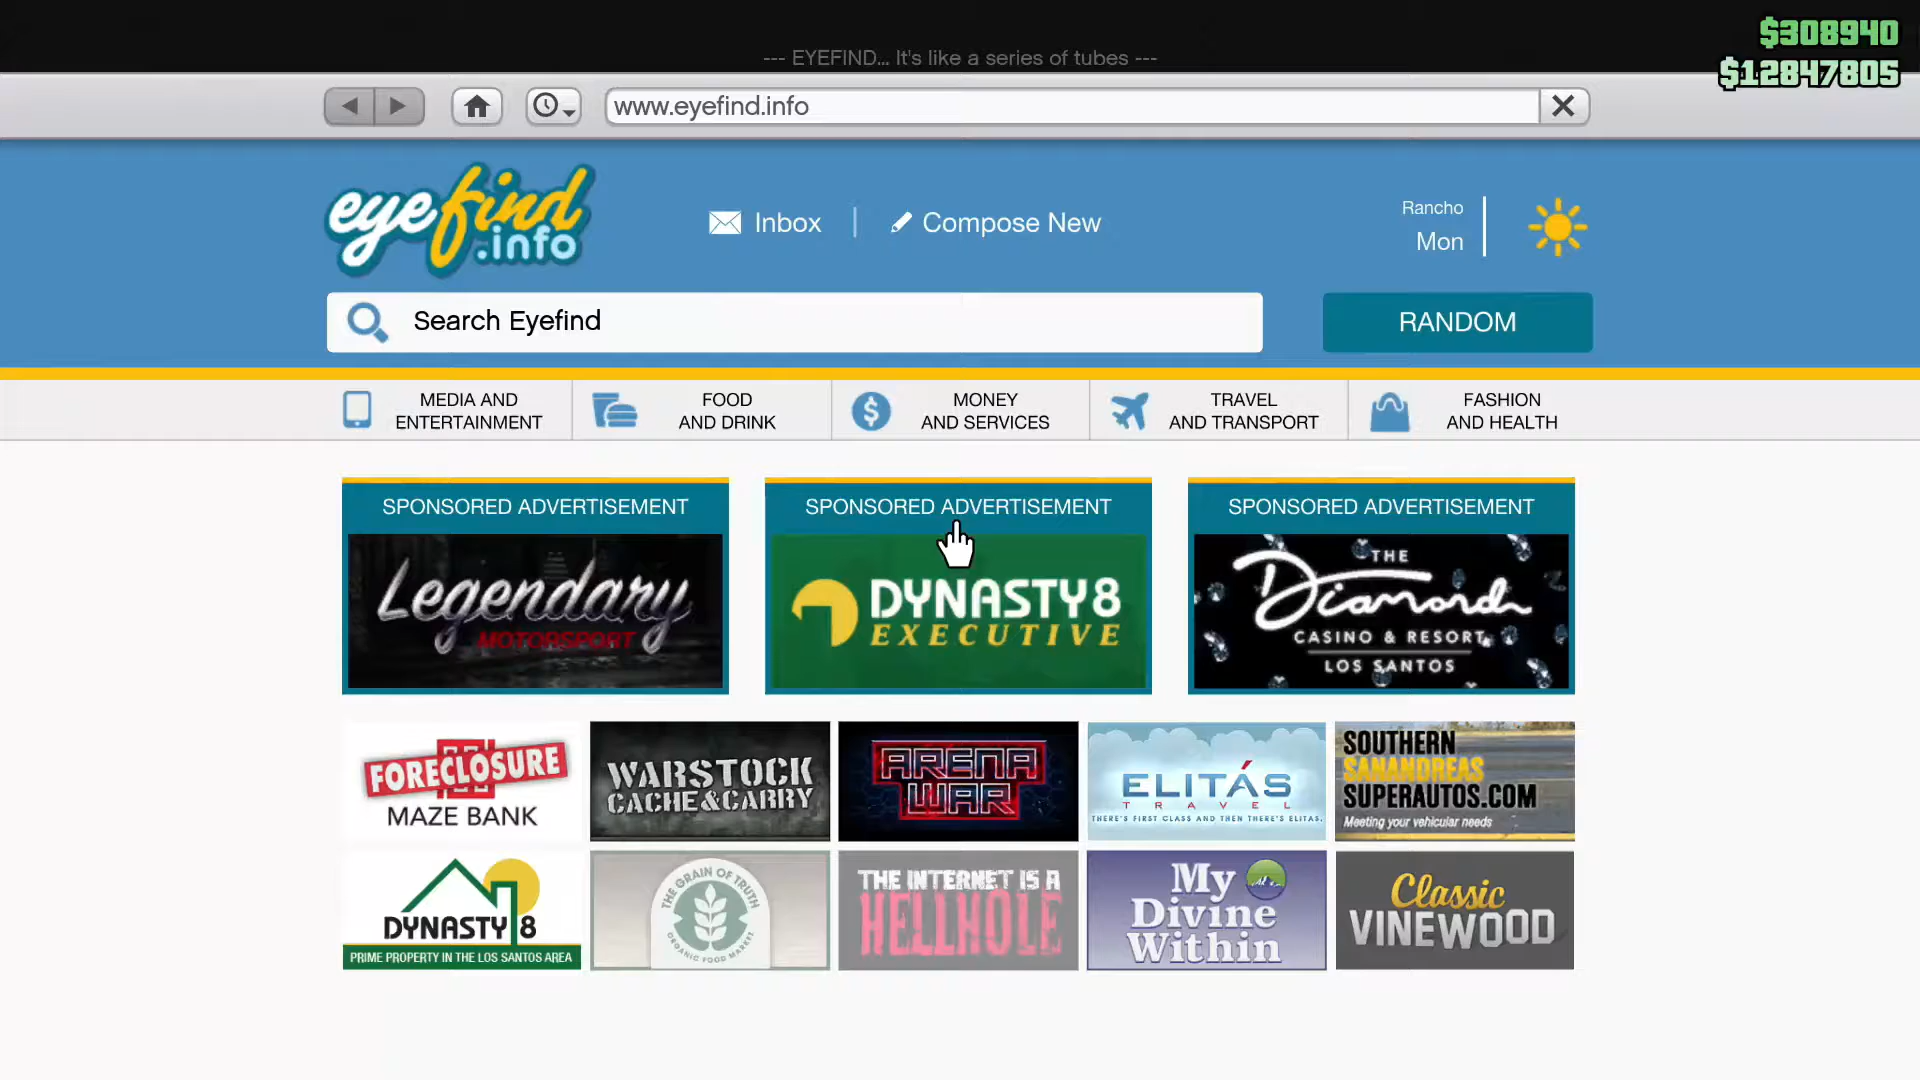 $308940
--- EYEFIND... It's like a series of tubes ---
$12847805
www.eyefind.info
eyefind
.info
Inbox
Compose New
Rancho
Mon
Search Eyefind
RANDOM
MEDIA AND
ENTERTAINMENT
FOOD
AND DRINK
MONEY
AND SERVICES
TRAVEL
AND TRANSPORT
FASHION
AND HEALTH
SPONSORED ADVERTISEMENT
Legendary
MOTORSPORT
SPONSORED ADVERTISEMENT
DYNASTY8
EXECUTIVE
SPONSORED ADVERTISEMENT
THE
Diamond
CASINO & RESORT
LOS SANTOS
FORECLOSURE
MAZE BANK
WARSTOCK
CACHE&CARRY
ARENA
WAR
ELITÁS
TRAVEL
THERE'S FIRST CLASS AND THEN THERE'S ELITAS.
SOUTHERN
SANANDREAS
SUPERAUTOS.COM
Meeting your vehicular needs
DYNASTY 8
PRIME PROPERTY IN THE LOS SANTOS AREA
THE GRAIN OF TRUTH
ORGANIC FOOD MARKET
THE INTERNET IS A
HELLHOLE
My
Divine
Within
Classic
VINEWOOD